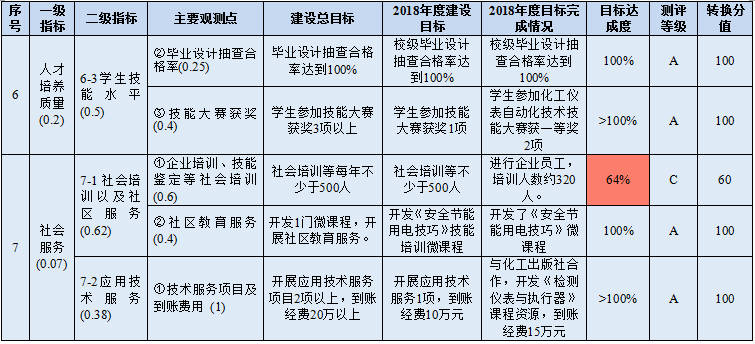 序号
一级指标
二级指标
主要观测点
建设总目标
2018年度建设目标
2018年度目标完成情况
目标达成度
测评等级
转换分值
6
人才培养质量(0.2)
6-3学生技能水平(0.5)
②毕业设计抽查合格率(0.25)
毕业设计抽查合格率达到100%
校级毕业设计抽查合格率达到100%
校级毕业设计抽查合格率达到100%
100%
A
100
③技能大赛获奖(0.4)
学生参加技能大赛获奖3项以上
学生参加技能大赛获奖1项
学生参加化工仪表自动化技术技能大赛获一等奖2项
>100%
A
100
7
社会服务(0.07)
7-1社会培训以及社区服务(0.62)
①企业培训、技能鉴定等社会培训(0.6)
社会培训等每年不少于500人
社会培训等不少于500人
进行企业员工，培训人数约320人。
64%
C
60
②社区教育服务(0.4)
开发1门微课程，开展社区教育服务。
开发《安全节能用电技巧》技能培训微课程
开发了《安全节能用电技巧》微课程
100%
A
100
7-2应用技术服务(0.38)
①技术服务项目及到账费用（1）
开展应用技术服务项目2项以上，到账经费20万以上
开展应用技术服务1项，到账经费10万元
与化工出版社合作，开发《检测仪表与执行器》课程资源，到账经费15万元
>100%
A
100